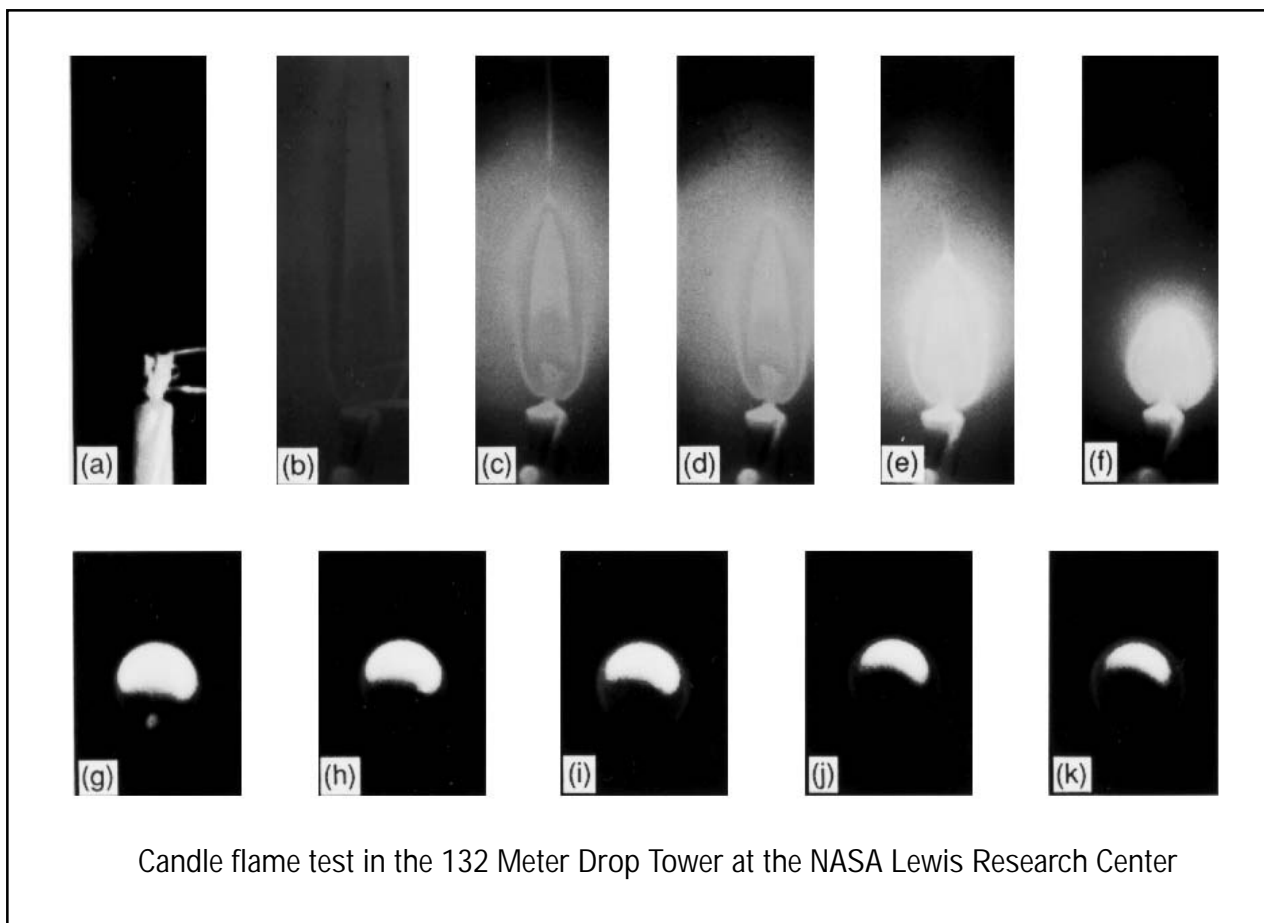 (a)
(b)
(c)
(d)
(e)
(f)
(g)
(h)
(i)
(j)
(k)
Candle flame test in the 132 Meter Drop Tower at the NASA Lewis Research Center